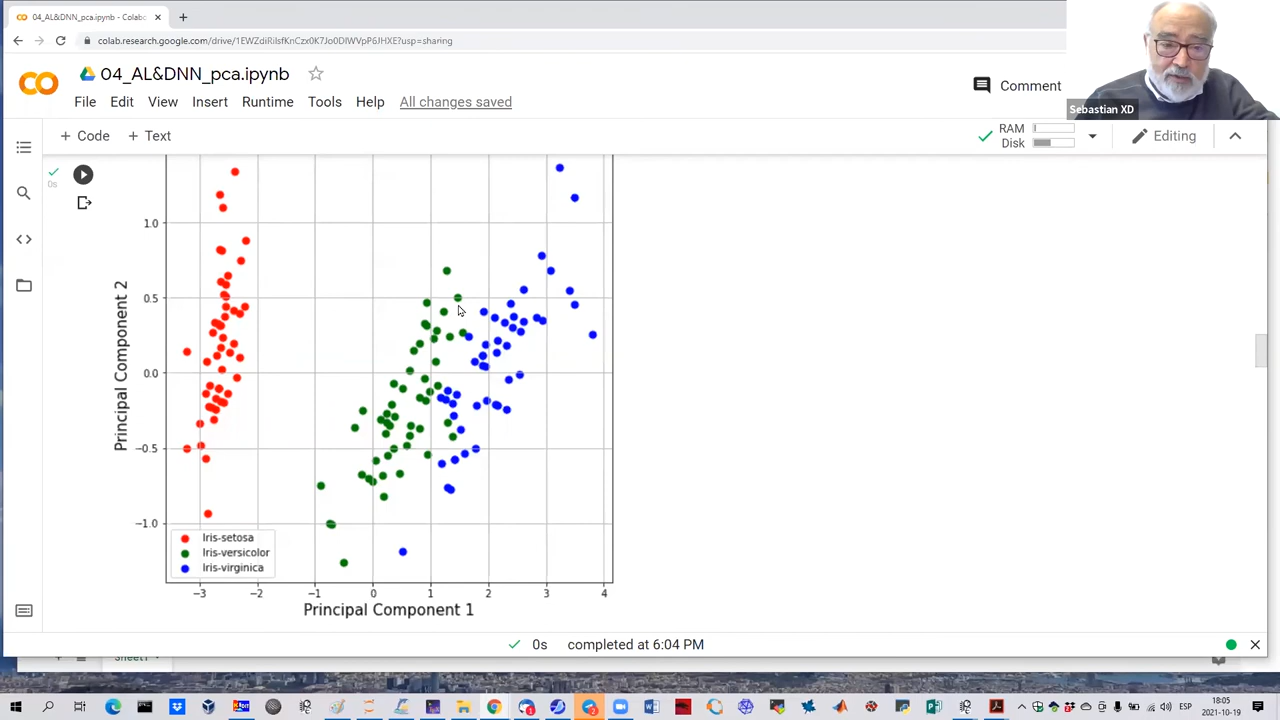 04_AL&DNN_pca.ipynb - Colab
colab.research.google.com/drive/1EWZdiRilsfKnCzx0K7Jo0DIWVpP6JHXE?usp=sharing
04_AL&DNN_pca.ipynb
File Edit View Insert Runtime Tools Help All changes saved
Comment
Sebastian XD
+ Code + Text
RAM
Disk
Editing
0s
1.0
0.5
0.0
−0.5
−1.0
Principal Component 2
Iris-setosa
Iris-versicolor
Iris-virginica
−3 −2 −1 0 1 2 3 4
Principal Component 1
0s completed at 6:04 PM
Sheet1
ESP
18:05
2021-10-19